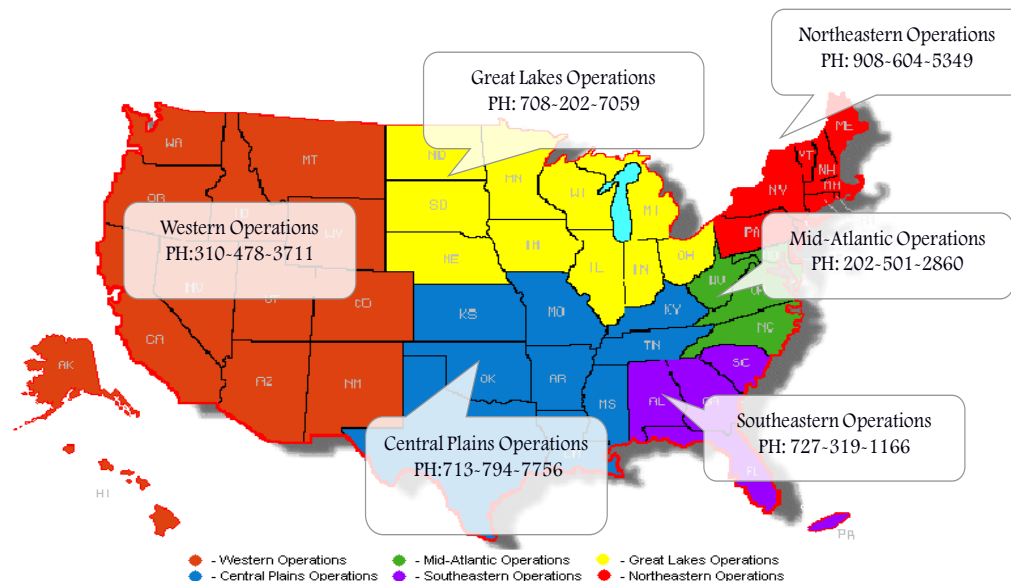 Northeastern Operations
PH: 908-604-5349
Great Lakes Operations
PH: 708-202-7059
Western Operations
PH:310-478-3711
Mid-Atlantic Operations
PH: 202-501-2860
Central Plains Operations
PH:713-794-7756
Southeastern Operations
PH: 727-319-1166
WA
MT
ND
MN
ME
VT
NH
OR
SD
WI
MI
NY
MA
WY
PA
NE
IL
IN
OH
WV
NV
UT
CO
KS
MO
KY
CA
TN
NC
AK
AZ
NM
OK
AR
SC
MS
AL
GA
FL
HI
PR
- Western Operations
- Mid-Atlantic Operations
- Great Lakes Operations
- Central Plains Operations
- Southeastern Operations
- Northeastern Operations